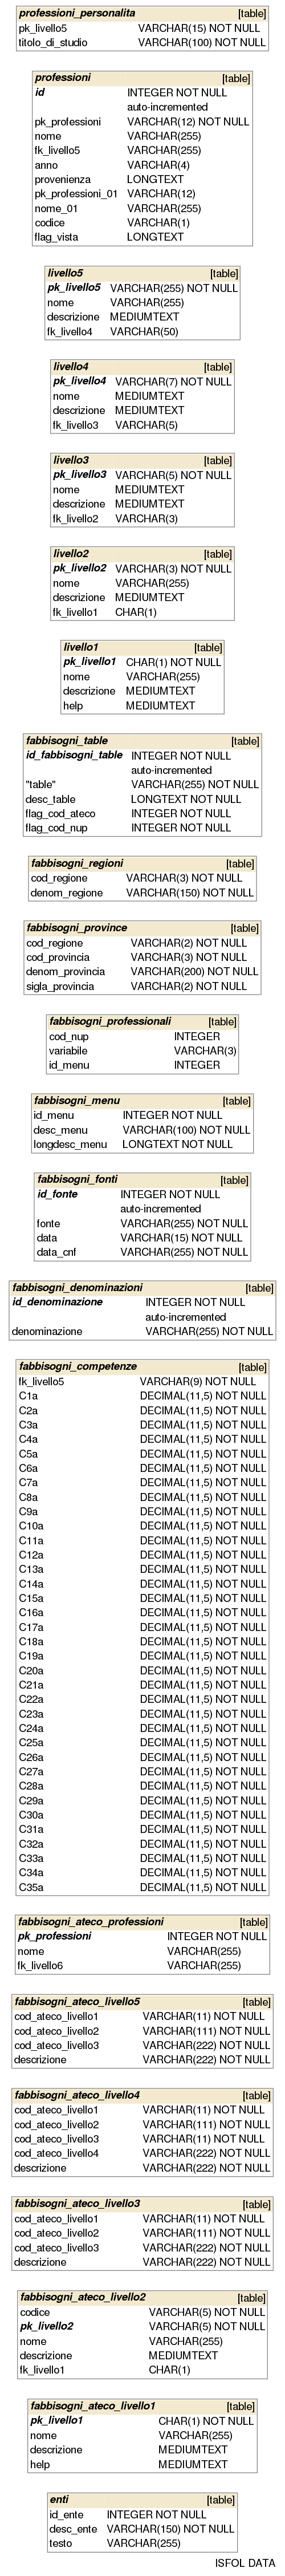 professioni_personalita [table]
pk_livello5 VARCHAR(15) NOT NULL
titolo_di_studio VARCHAR(100) NOT NULL
professioni [table]
id INTEGER NOT NULL
auto-incremented
pk_professioni VARCHAR(12) NOT NULL
nome VARCHAR(255)
fk_livello5 VARCHAR(255)
anno VARCHAR(4)
provenienza LONGTEXT
pk_professioni_01 VARCHAR(12)
nome_01 VARCHAR(255)
codice VARCHAR(1)
flag_vista LONGTEXT
livello5 [table]
pk_livello5 VARCHAR(255) NOT NULL
nome VARCHAR(255)
descrizione MEDIUMTEXT
fk_livello4 VARCHAR(50)
livello4 [table]
pk_livello4 VARCHAR(7) NOT NULL
nome MEDIUMTEXT
descrizione MEDIUMTEXT
fk_livello3 VARCHAR(5)
livello3 [table]
pk_livello3 VARCHAR(5) NOT NULL
nome MEDIUMTEXT
descrizione MEDIUMTEXT
fk_livello2 VARCHAR(3)
livello2 [table]
pk_livello2 VARCHAR(3) NOT NULL
nome VARCHAR(255)
descrizione MEDIUMTEXT
fk_livello1 CHAR(1)
livello1 [table]
pk_livello1 CHAR(1) NOT NULL
nome VARCHAR(255)
descrizione MEDIUMTEXT
help MEDIUMTEXT
fabbisogni_table [table]
id_fabbisogni_table INTEGER NOT NULL
auto-incremented
"table" VARCHAR(255) NOT NULL
desc_table LONGTEXT NOT NULL
flag_cod_ateco INTEGER NOT NULL
flag_cod_nup INTEGER NOT NULL
fabbisogni_regioni [table]
cod_regione VARCHAR(3) NOT NULL
denom_regione VARCHAR(150) NOT NULL
fabbisogni_province [table]
cod_regione VARCHAR(2) NOT NULL
cod_provincia VARCHAR(3) NOT NULL
denom_provincia VARCHAR(200) NOT NULL
sigla_provincia VARCHAR(2) NOT NULL
fabbisogni_professionali [table]
cod_nup INTEGER
variabile VARCHAR(3)
id_menu INTEGER
fabbisogni_menu [table]
id_menu INTEGER NOT NULL
desc_menu VARCHAR(100) NOT NULL
longdesc_menu LONGTEXT NOT NULL
fabbisogni_fonti [table]
id_fonte INTEGER NOT NULL
auto-incremented
fonte VARCHAR(255) NOT NULL
data VARCHAR(15) NOT NULL
data_cnf VARCHAR(255) NOT NULL
fabbisogni_denominazioni [table]
id_denominazione INTEGER NOT NULL
auto-incremented
denominazione VARCHAR(255) NOT NULL
fabbisogni_competenze [table]
fk_livello5 VARCHAR(9) NOT NULL
C1a DECIMAL(11,5) NOT NULL
C2a DECIMAL(11,5) NOT NULL
C3a DECIMAL(11,5) NOT NULL
C4a DECIMAL(11,5) NOT NULL
C5a DECIMAL(11,5) NOT NULL
C6a DECIMAL(11,5) NOT NULL
C7a DECIMAL(11,5) NOT NULL
C8a DECIMAL(11,5) NOT NULL
C9a DECIMAL(11,5) NOT NULL
C10a DECIMAL(11,5) NOT NULL
C11a DECIMAL(11,5) NOT NULL
C12a DECIMAL(11,5) NOT NULL
C13a DECIMAL(11,5) NOT NULL
C14a DECIMAL(11,5) NOT NULL
C15a DECIMAL(11,5) NOT NULL
C16a DECIMAL(11,5) NOT NULL
C17a DECIMAL(11,5) NOT NULL
C18a DECIMAL(11,5) NOT NULL
C19a DECIMAL(11,5) NOT NULL
C20a DECIMAL(11,5) NOT NULL
C21a DECIMAL(11,5) NOT NULL
C22a DECIMAL(11,5) NOT NULL
C23a DECIMAL(11,5) NOT NULL
C24a DECIMAL(11,5) NOT NULL
C25a DECIMAL(11,5) NOT NULL
C26a DECIMAL(11,5) NOT NULL
C27a DECIMAL(11,5) NOT NULL
C28a DECIMAL(11,5) NOT NULL
C29a DECIMAL(11,5) NOT NULL
C30a DECIMAL(11,5) NOT NULL
C31a DECIMAL(11,5) NOT NULL
C32a DECIMAL(11,5) NOT NULL
C33a DECIMAL(11,5) NOT NULL
C34a DECIMAL(11,5) NOT NULL
C35a DECIMAL(11,5) NOT NULL
fabbisogni_ateco_professioni [table]
pk_professioni INTEGER NOT NULL
nome VARCHAR(255)
fk_livello6 VARCHAR(255)
fabbisogni_ateco_livello5 [table]
cod_ateco_livello1 VARCHAR(11) NOT NULL
cod_ateco_livello2 VARCHAR(111) NOT NULL
cod_ateco_livello3 VARCHAR(222) NOT NULL
descrizione VARCHAR(222) NOT NULL
fabbisogni_ateco_livello4 [table]
cod_ateco_livello1 VARCHAR(11) NOT NULL
cod_ateco_livello2 VARCHAR(111) NOT NULL
cod_ateco_livello3 VARCHAR(11) NOT NULL
cod_ateco_livello4 VARCHAR(222) NOT NULL
descrizione VARCHAR(222) NOT NULL
fabbisogni_ateco_livello3 [table]
cod_ateco_livello1 VARCHAR(11) NOT NULL
cod_ateco_livello2 VARCHAR(111) NOT NULL
cod_ateco_livello3 VARCHAR(222) NOT NULL
descrizione VARCHAR(222) NOT NULL
fabbisogni_ateco_livello2 [table]
codice VARCHAR(5) NOT NULL
pk_livello2 VARCHAR(5) NOT NULL
nome VARCHAR(255)
descrizione MEDIUMTEXT
fk_livello1 CHAR(1)
fabbisogni_ateco_livello1 [table]
pk_livello1 CHAR(1) NOT NULL
nome VARCHAR(255)
descrizione MEDIUMTEXT
help MEDIUMTEXT
enti [table]
id_ente INTEGER NOT NULL
desc_ente VARCHAR(150) NOT NULL
testo VARCHAR(255)
ISFOL DATA